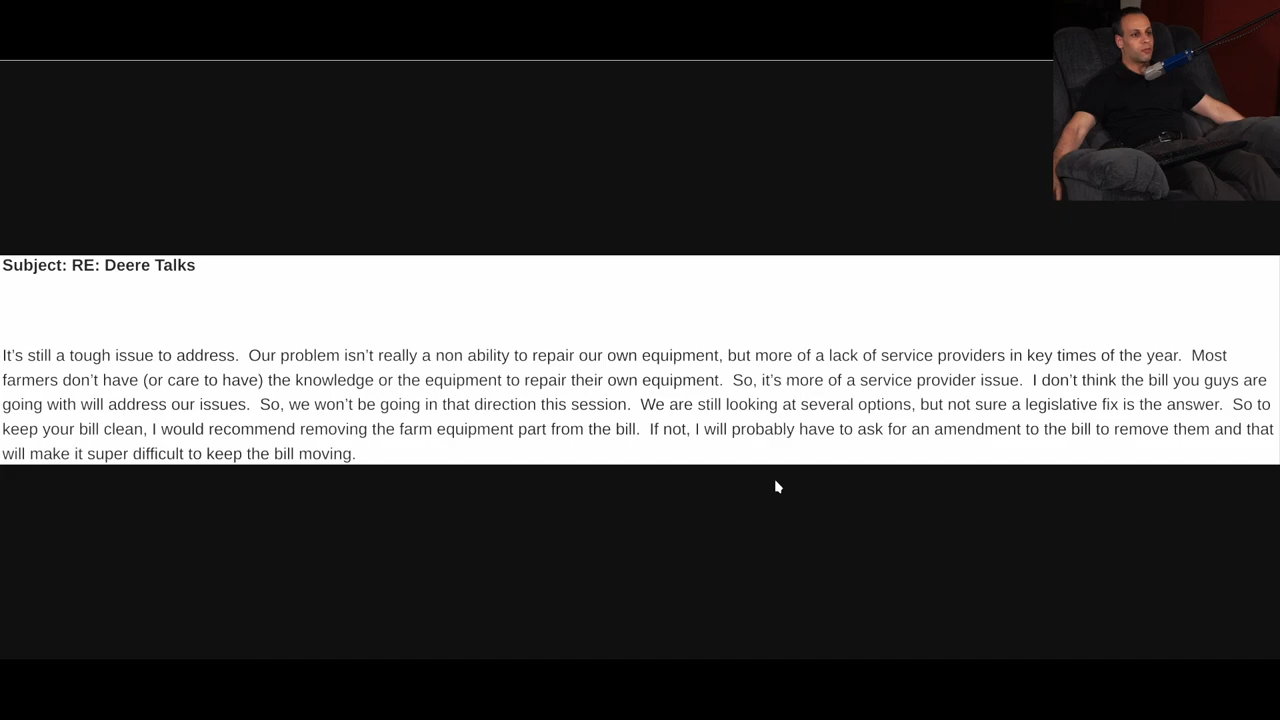 Subject: RE: Deere Talks
It’s still a tough issue to address.  Our problem isn’t really a non ability to repair our own equipment, but more of a lack of service providers in key times of the year.  Most
farmers don’t have (or care to have) the knowledge or the equipment to repair their own equipment.  So, it’s more of a service provider issue.  I don’t think the bill you guys are
going with will address our issues.  So, we won’t be going in that direction this session.  We are still looking at several options, but not sure a legislative fix is the answer.  So to
keep your bill clean, I would recommend removing the farm equipment part from the bill.  If not, I will probably have to ask for an amendment to the bill to remove them and that
will make it super difficult to keep the bill moving.